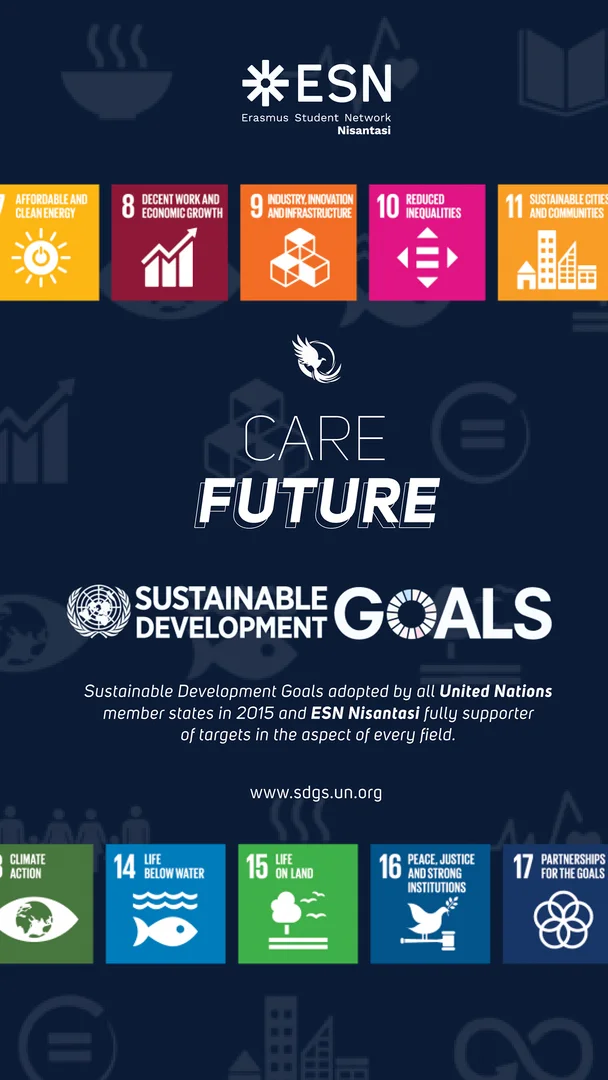 ESN
Erasmus Student Network
Nisantasi
AFFORDABLE AND
CLEAN ENERGY
8 DECENT WORK AND
ECONOMIC GROWTH
9 INDUSTRY, INNOVATION
AND INFRASTRUCTURE
10 REDUCED
INEQUALITIES
11 SUSTAINABLE CITIES
AND COMMUNITIES
CARE
FUTURE
SUSTAINABLE
DEVELOPMENT
GOALS
Sustainable Development Goals adopted by all United Nations
member states in 2015 and ESN Nisantasi fully supporter
of targets in the aspect of every field.
www.sdgs.un.org
CLIMATE
ACTION
14 LIFE
BELOW WATER
15 LIFE
ON LAND
16 PEACE, JUSTICE
AND STRONG
INSTITUTIONS
17 PARTNERSHIPS
FOR THE GOALS